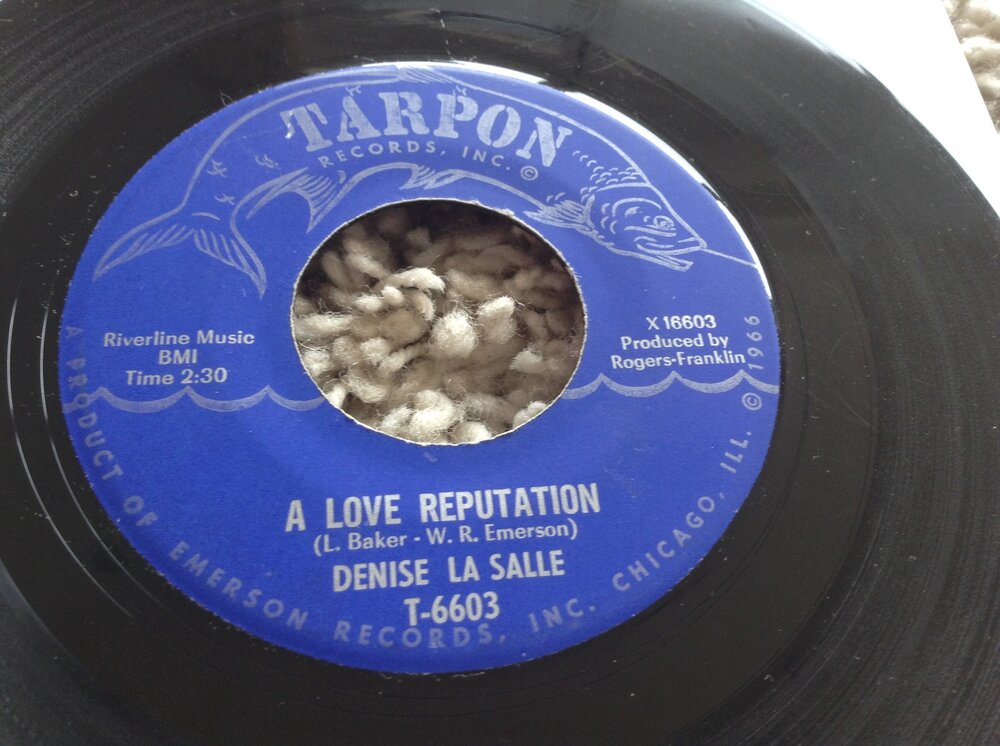 TARPON
RECORDS, INC. ©
Riverline Music
BMI
Time 2:30
X 16603
Produced by
Rogers-Franklin
A LOVE REPUTATION
(L. Baker - W. R. Emerson)
DENISE LA SALLE
T-6603
A PRODUCT OF EMERSON RECORDS, INC. CHICAGO, ILL. © 1966